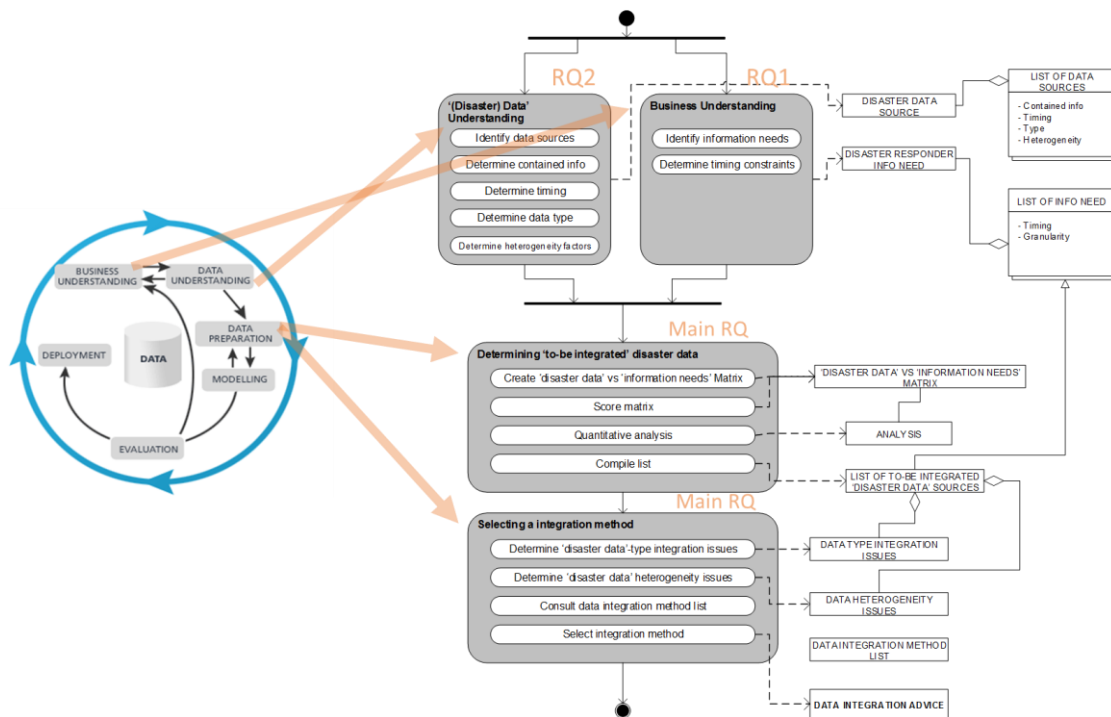 RQ2
RQ1
'(Disaster) Data'
Understanding
Identify data sources
Determine contained info
Determine timing
Determine data type
Determine heterogeneity factors
Business Understanding
Identify information needs
Determine timing constraints
DISASTER DATA
SOURCE
DISASTER RESPONDER
INFO NEED
LIST OF DATA
SOURCES
- Contained info
- Timing
- Type
- Heterogeneity
LIST OF INFO NEED
- Timing
- Granularity
BUSINESS
UNDERSTANDING
DATA
UNDERSTANDING
DATA
PREPARATION
DEPLOYMENT
DATA
MODELLING
EVALUATION
Main RQ
Determining 'to-be integrated' disaster data
Create 'disaster data' vs 'information needs' Matrix
Score matrix
Quantitative analysis
Compile list
'DISASTER DATA' VS 'INFORMATION NEEDS'
MATRIX
ANALYSIS
LIST OF TO-BE INTEGRATED
'DISASTER DATA' SOURCES
Main RQ
Selecting a integration method
Determine 'disaster data'-type integration issues
Determine 'disaster data' heterogeneity issues
Consult data integration method list
Select integration method
DATA TYPE INTEGRATION
ISSUES
DATA HETEROGENEITY
ISSUES
DATA INTEGRATION METHOD
LIST
DATA INTEGRATION ADVICE